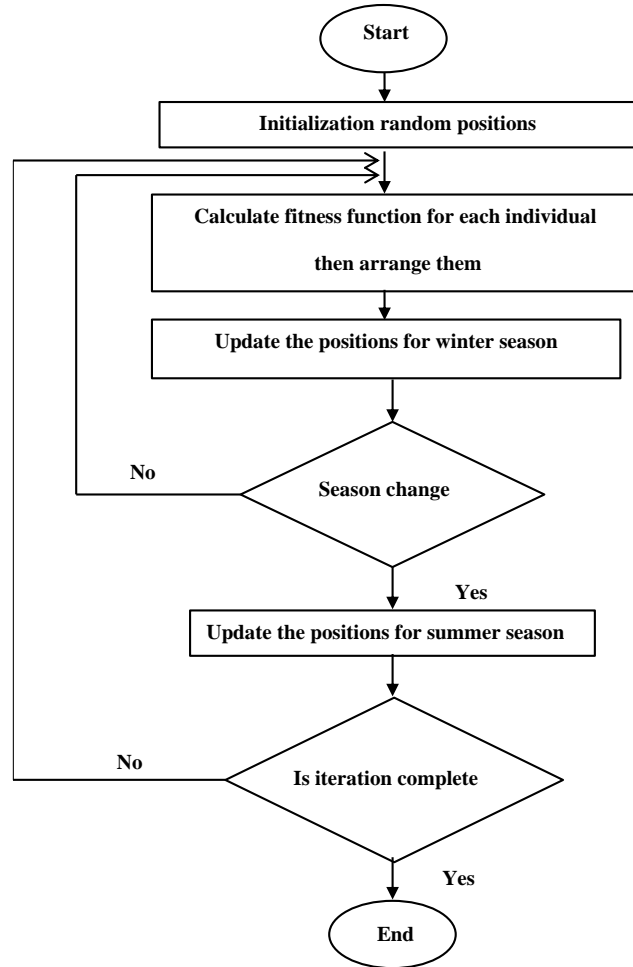 Start
Initialization random positions
Calculate fitness function for each individual
then arrange them
Update the positions for winter season
No
Season change
Yes
Update the positions for summer season
No
Is iteration complete
Yes
End